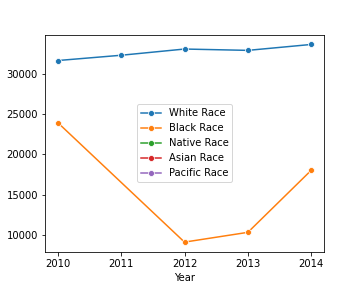 30000
25000
20000
15000
10000
White Race
Black Race
Native Race
Asian Race
Pacific Race
2010 2011 2012 2013 2014
Year